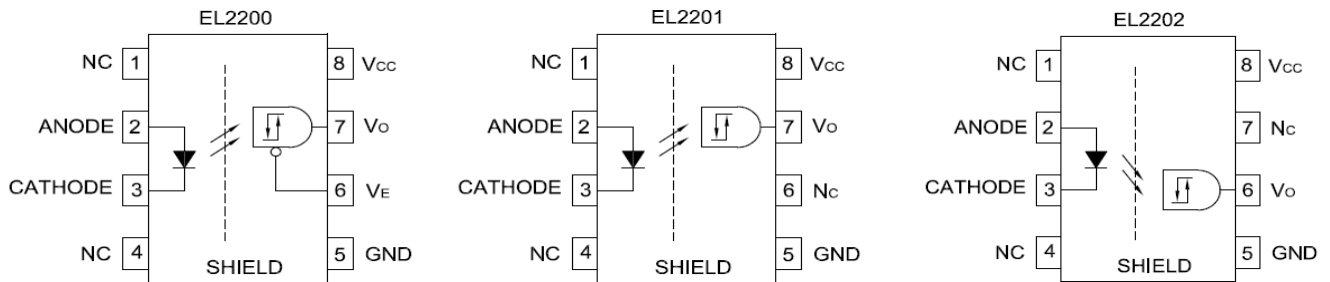 EL2200
NC 1 8 VCC
ANODE 2 7 VO
CATHODE 3 6 VE
NC 4 5 GND
SHIELD
EL2201
NC 1 8 VCC
ANODE 2 7 VO
CATHODE 3 6 NC
NC 4 5 GND
SHIELD
EL2202
NC 1 8 VCC
ANODE 2 7 NC
CATHODE 3 6 VO
NC 4 5 GND
SHIELD